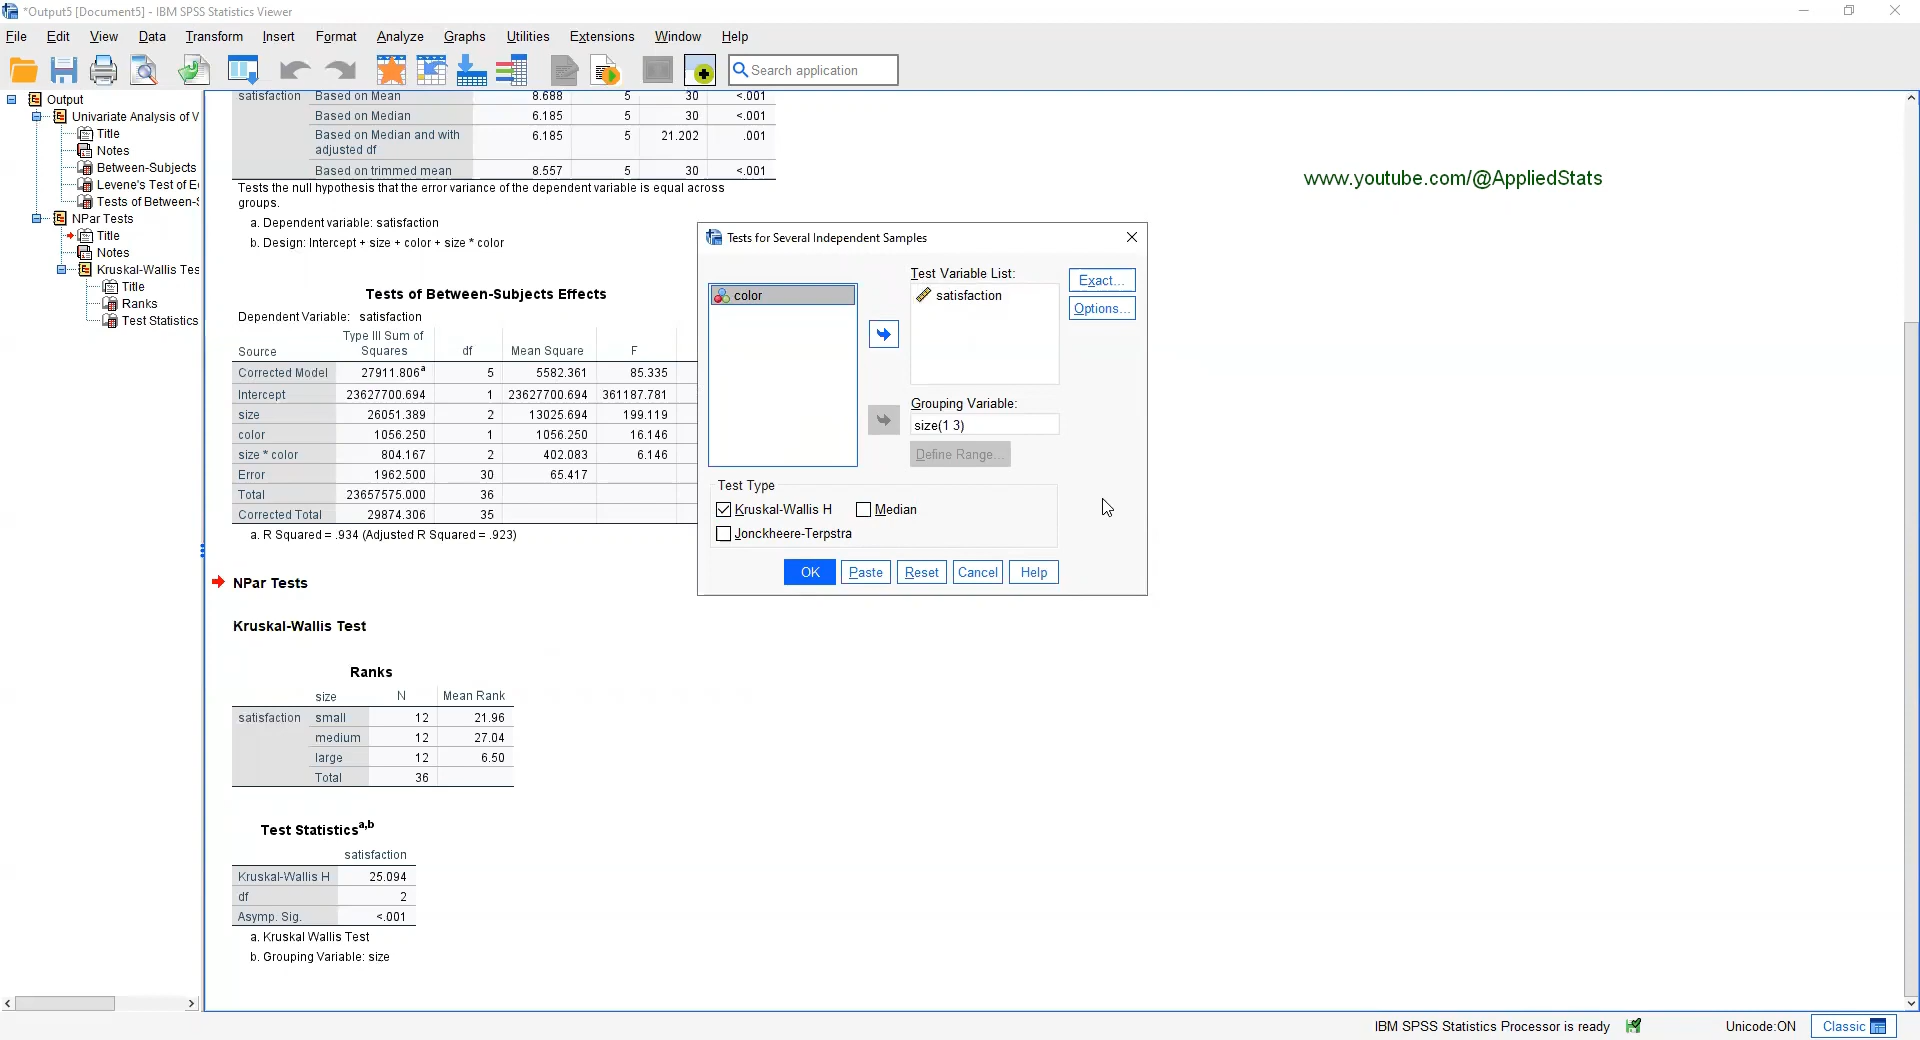 *Output5 [Document5] - IBM SPSS Statistics Viewer
File Edit View Data Transform Insert Format Analyze Graphs Utilities Extensions Window Help
Search application
Output
Univariate Analysis of V
Title
Notes
Between-Subjects
Levene's Test of E
Tests of Between-S
NPar Tests
Title
Notes
Kruskal-Wallis Tes
Title
Ranks
Test Statistics
satisfaction Based on Mean 8.688 5 30 <.001
Based on Median 6.185 5 30 <.001
Based on Median and with adjusted df 6.185 5 21.202 .001
Based on trimmed mean 8.557 5 30 <.001
Tests the null hypothesis that the error variance of the dependent variable is equal across
groups.
a. Dependent variable: satisfaction
b. Design: Intercept + size + color + size * color
Tests of Between-Subjects Effects
Dependent Variable: satisfaction
Source Type III Sum of Squares df Mean Square F
Corrected Model 27911.806a 5 5582.361 85.335
Intercept 23627700.694 1 23627700.694 361187.781
size 26051.389 2 13025.694 199.119
color 1056.250 1 1056.250 16.146
size * color 804.167 2 402.083 6.146
Error 1962.500 30 65.417
Total 23657575.000 36
Corrected Total 29874.306 35
a. R Squared = .934 (Adjusted R Squared = .923)
NPar Tests
Kruskal-Wallis Test
Ranks
size N Mean Rank
satisfaction small 12 21.96
medium 12 27.04
large 12 6.50
Total 36
Test Statisticsa,b
satisfaction
Kruskal-Wallis H 25.094
df 2
Asymp. Sig. <.001
a. Kruskal Wallis Test
b. Grouping Variable: size
www.youtube.com/@AppliedStats
Tests for Several Independent Samples
color
Test Variable List:
satisfaction
Exact...
Options...
Grouping Variable:
size(1 3)
Define Range...
Test Type
Kruskal-Wallis H Median
Jonckheere-Terpstra
OK Paste Reset Cancel Help
IBM SPSS Statistics Processor is ready Unicode:ON Classic